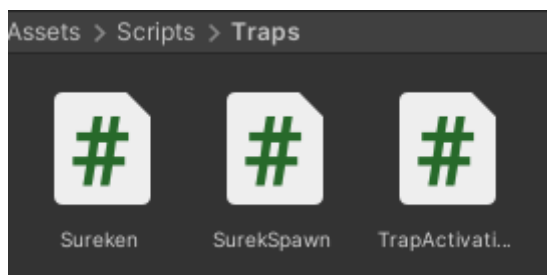 Assets > Scripts > Traps
# # #
Sureken SurekSpawn TrapActivati...